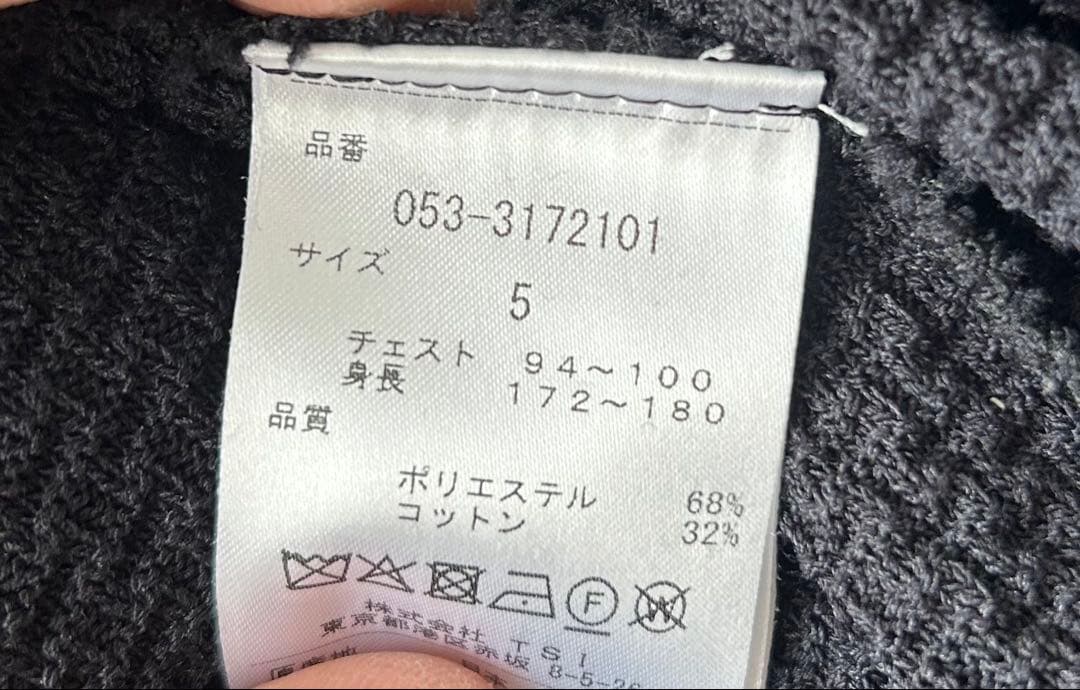 品番
053-3172101
サイズ
5
チェスト 94～100
身長 172～180
品質
ポリエステル 68%
コットン 32%
F W
株式会社 TSI
東京都港区赤坂 8-5-